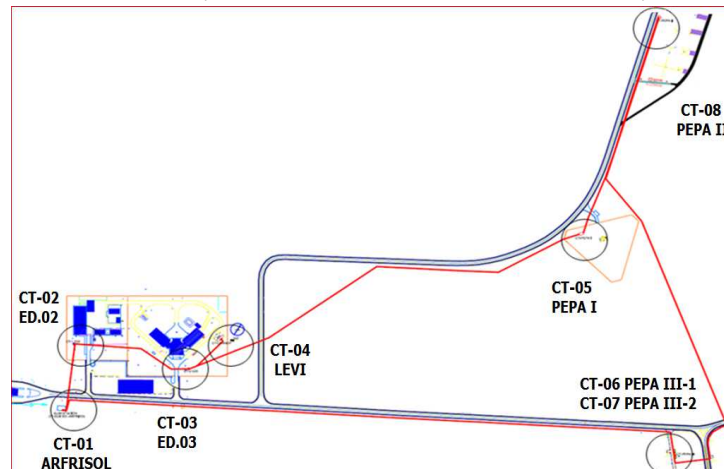 CT-08
PEPA II
CT-05
PEPA I
CT-02
ED.02
CT-04
LEVI
CT-06 PEPA III-1
CT-07 PEPA III-2
CT-03
ED.03
CT-01
ARFRISOL